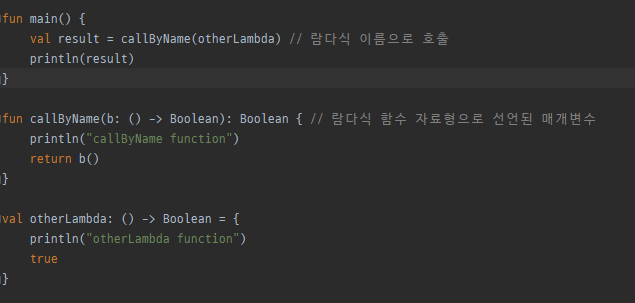 fun main() {
    val result = callByName(otherLambda) // 람다식 이름으로 호출
    println(result)
}
fun callByName(b: () -> Boolean): Boolean { // 람다식 함수 자료형으로 선언된 매개변수
    println("callByName function")
    return b()
}
val otherLambda: () -> Boolean = {
    println("otherLambda function")
    true
}